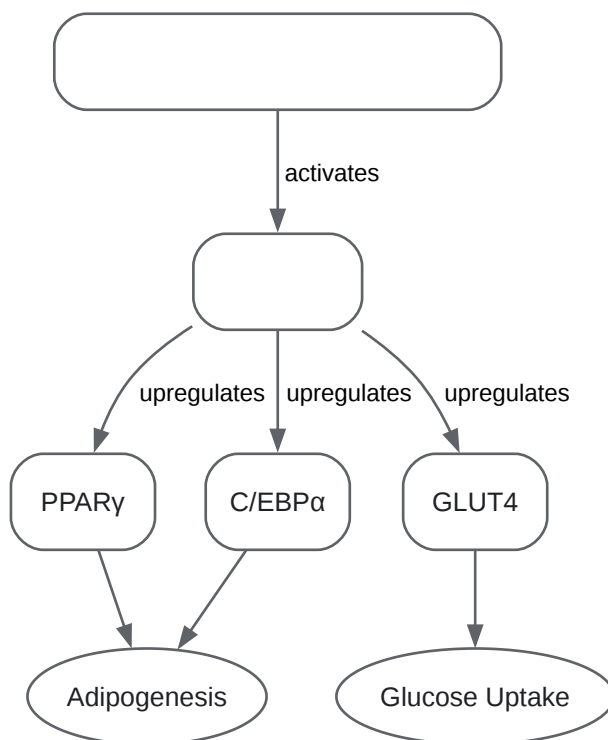 activates
upregulates
upregulates
upregulates
PPARγ
C/EBPα
GLUT4
Adipogenesis
Glucose Uptake